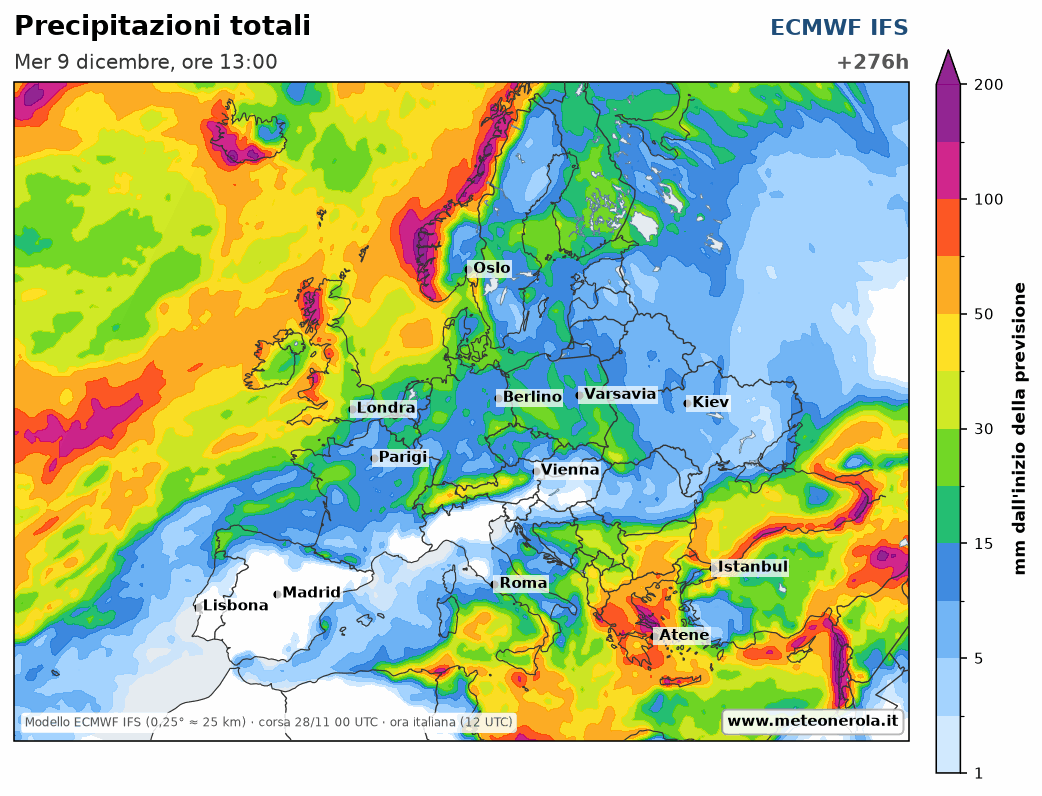 Precipitazioni totali
ECMWF IFS
Mer 9 dicembre, ore 13:00
+276h
200
100
50
30
15
5
1
mm dall'inizio della previsione
Oslo
Berlino
Varsavia
Kiev
Londra
Parigi
Vienna
Istanbul
Roma
Madrid
Lisbona
Atene
Modello ECMWF IFS (0,25° ≈ 25 km) · corsa 28/11 00 UTC · ora italiana (12 UTC)
www.meteonerola.it